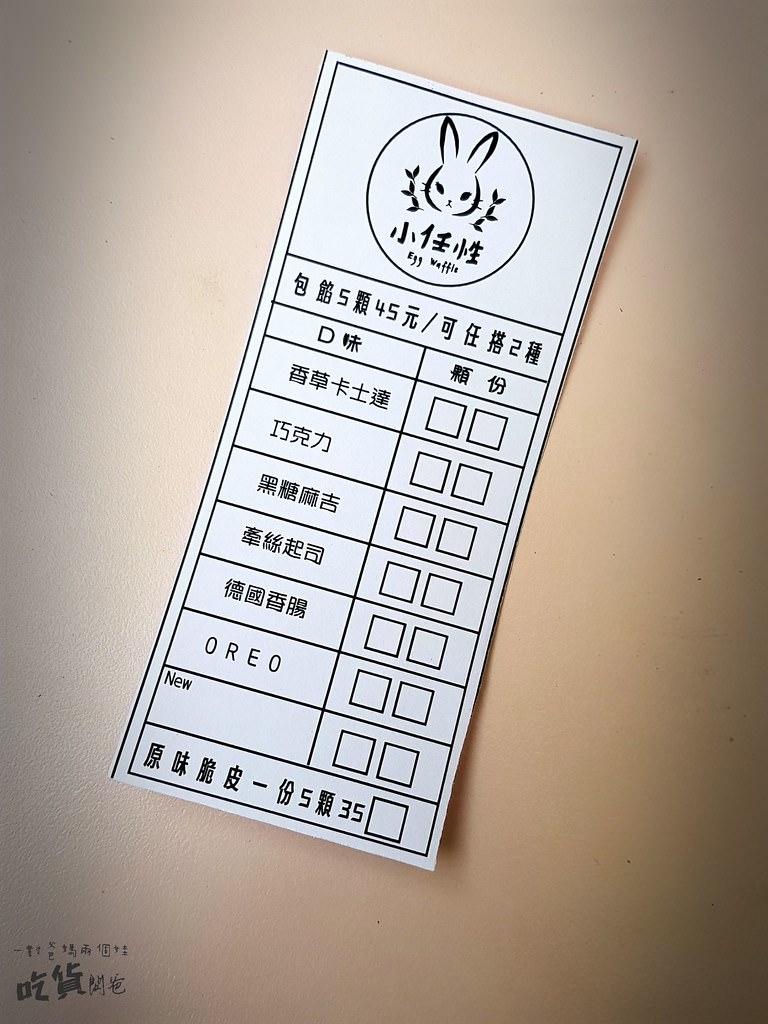 小任性
Egg Waffle
包餡5顆45元/可任搭2種
口味 顆份
香草卡士達
巧克力
黑糖麻吉
牽絲起司
德國香腸
OREO
New
原味脆皮一份5顆35
一對爸媽兩個娃
吃貨闆爸